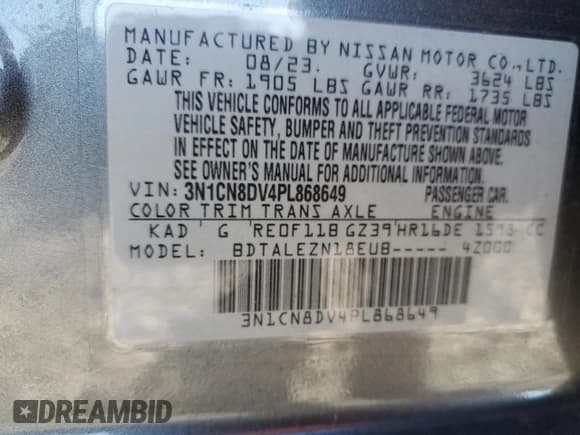 MANUFACTURED BY NISSAN MOTOR CO., LTD.
DATE: 08/23. GVWR: 3624 LBS
GAWR FR: 1905 LBS GAWR RR: 1735 LBS
THIS VEHICLE CONFORMS TO ALL APPLICABLE FEDERAL MOTOR
VEHICLE SAFETY, BUMPER AND THEFT PREVENTION STANDARDS
IN EFFECT ON THE DATE OF MANUFACTURE SHOWN ABOVE.
SEE OWNER'S MANUAL FOR ADDITIONAL INFORMATION.
VIN: 3N1CN8DV4PL868649 PASSENGER CAR.
COLOR TRIM TRANS AXLE ENGINE
KAD G RE0F11B GZ39 HR16DE 1598 CC
MODEL: BDTALEZN18EUB----- 4Z000
3N1CN8DV4PL868649
DREAMBID